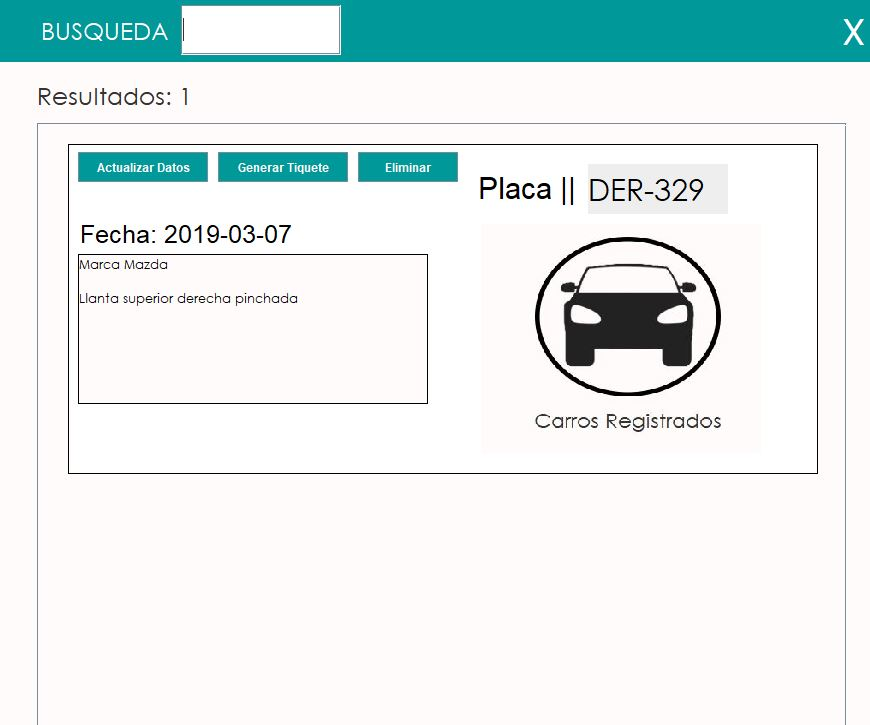 BUSQUEDA
X
Resultados: 1
Actualizar Datos Generar Tiquete Eliminar
Placa || DER-329
Fecha: 2019-03-07
Marca Mazda
Llanta superior derecha pinchada
Carros Registrados